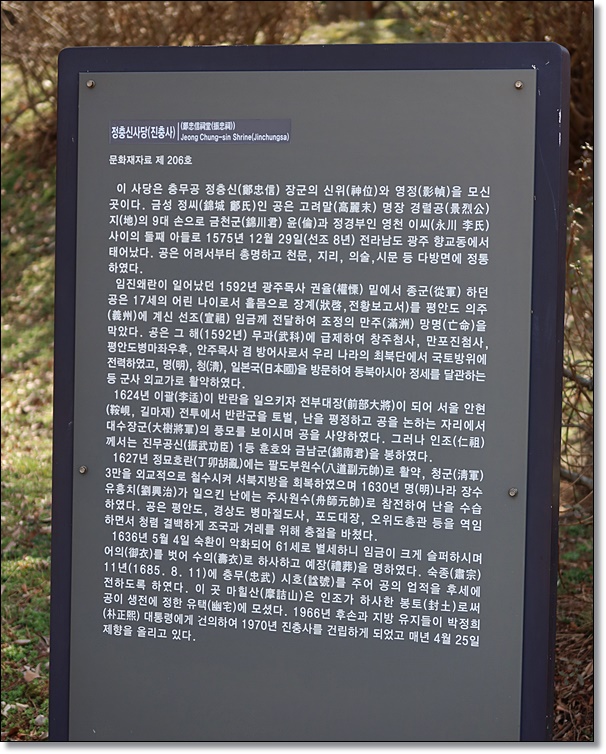 정충신사당(진충사)
(鄭忠信祠堂(振忠祠))
Jeong Chung-sin Shrine(Jinchungsa)
문화재자료 제 206호
이 사당은 충무공 정충신(鄭忠信) 장군의 신위(神位)와 영정(影幀)을 모신
곳이다. 금성 정씨(錦城 鄭氏)인 공은 고려말(高麗末) 명장 경렬공(景烈公)
지(地)의 9대 손으로 금천군(錦川君) 윤(倫)과 정경부인 영천 이씨(永川 李氏)
사이의 둘째 아들로 1575년 12월 29일(선조 8년) 전라남도 광주 향교동에서
태어났다. 공은 어려서부터 총명하고 천문, 지리, 의술,시문 등 다방면에 정통
하였다.
임진왜란이 일어났던 1592년 광주목사 권율(權慄) 밑에서 종군(從軍) 하던
공은 17세의 어린 나이로서 홀몸으로 장계(狀啓,전황보고서)를 평안도 의주
(義州)에 계신 선조(宣祖) 임금께 전달하여 조정의 만주(滿洲) 망명(亡命)을
막았다. 공은 그 해(1592년) 무과(武科)에 급제하여 창주첨사, 만포진첨사,
평안도병마좌우후, 안주목사 겸 방어사로서 우리 나라의 최북단에서 국토방위에
전력하였고, 명(明), 청(淸), 일본국(日本國)을 방문하여 동북아시아 정세를 달관하는
등 군사 외교가로 활약하였다.
1624년 이괄(李适)이 반란을 일으키자 전부대장(前部大將)이 되어 서울 안현
(鞍峴, 길마재) 전투에서 반란군을 토벌, 난을 평정하고 공을 논하는 자리에서
대수장군(大樹將軍)의 풍모를 보이시며 공을 사양하였다. 그러나 인조(仁祖)
께서는 진무공신(振武功臣) 1등 훈호와 금남군(錦南君)을 봉하였다.
1627년 정묘호란(丁卯胡亂)에는 팔도부원수(八道副元帥)로 활약, 청군(淸軍)
3만을 외교적으로 철수시켜 서북지방을 회복하였으며 1630년 명(明)나라 장수
유흥치(劉興治)가 일으킨 난에는 주사원수(舟師元帥)로 참전하여 난을 수습
하였다. 공은 평안도, 경상도 병마절도사, 포도대장, 오위도총관 등을 역임
하면서 청렴 결백하게 조국과 겨레를 위해 충절을 바쳤다.
1636년 5월 4일 숙환이 악화되어 61세로 별세하니 임금이 크게 슬퍼하시며
어의(御衣)를 벗어 수의(壽衣)로 하사하고 예장(禮葬)을 명하였다. 숙종(肅宗)
11년(1685. 8. 11)에 충무(忠武) 시호(諡號)를 주어 공의 업적을 후세에
전하도록 하였다. 이 곳 마힐산(摩詰山)은 인조가 하사한 봉토(封土)로써
공이 생전에 정한 유택(幽宅)에 모셨다. 1966년 후손과 지방 유지들이 박정희
(朴正熙) 대통령에게 건의하여 1970년 진충사를 건립하게 되었고 매년 4월 25일
제향을 올리고 있다.